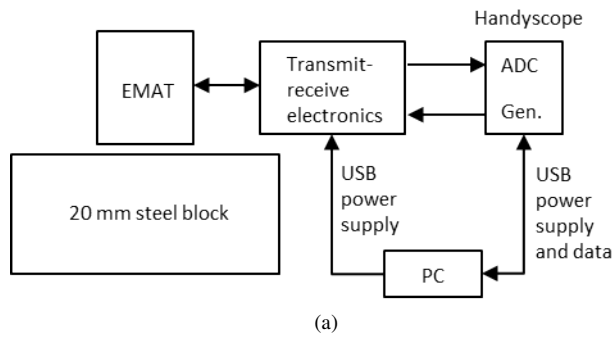 Handyscope
EMAT
Transmit-
receive
electronics
ADC
Gen.
20 mm steel block
USB
power
supply
USB
power
supply
and data
PC
(a)